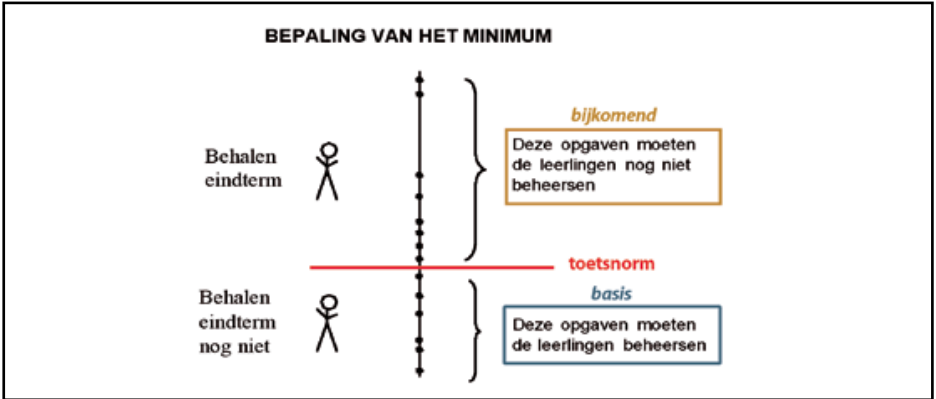 BEPALING VAN HET MINIMUM
Behalen
eindterm
bijkomend
Deze opgaven moeten
de leerlingen nog niet
beheersen
toetsnorm
Behalen
eindterm
nog niet
basis
Deze opgaven moeten
de leerlingen beheersen